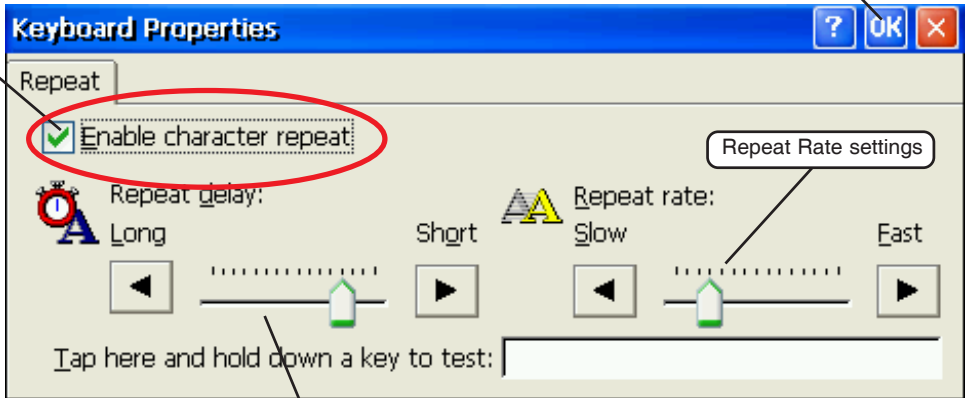 Keyboard Properties ? OK ×
Repeat
Enable character repeat
Repeat Rate settings
Repeat delay:
Long Short
Repeat rate:
Slow Fast
Tap here and hold down a key to test: